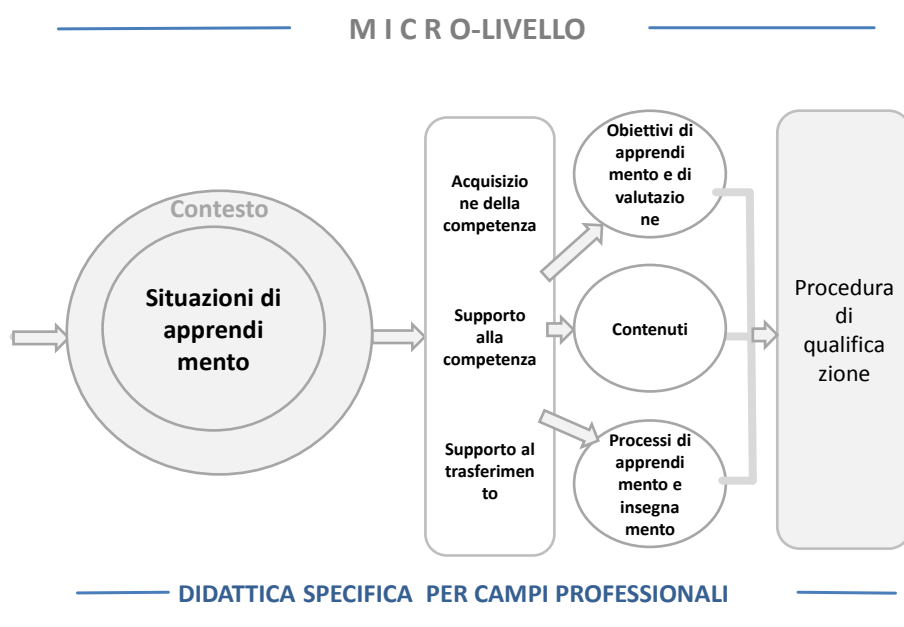 M I C R O-LIVELLO
Contesto
Situazioni di
apprendi
mento
Acquisizio
ne della
competenza
Supporto
alla
competenza
Supporto al
trasferimen
to
Obiettivi di
apprendi
mento e di
valutazio
ne
Contenuti
Processi di
apprendi
mento e
insegna
mento
Procedura
di
qualifica
zione
DIDATTICA SPECIFICA PER CAMPI PROFESSIONALI